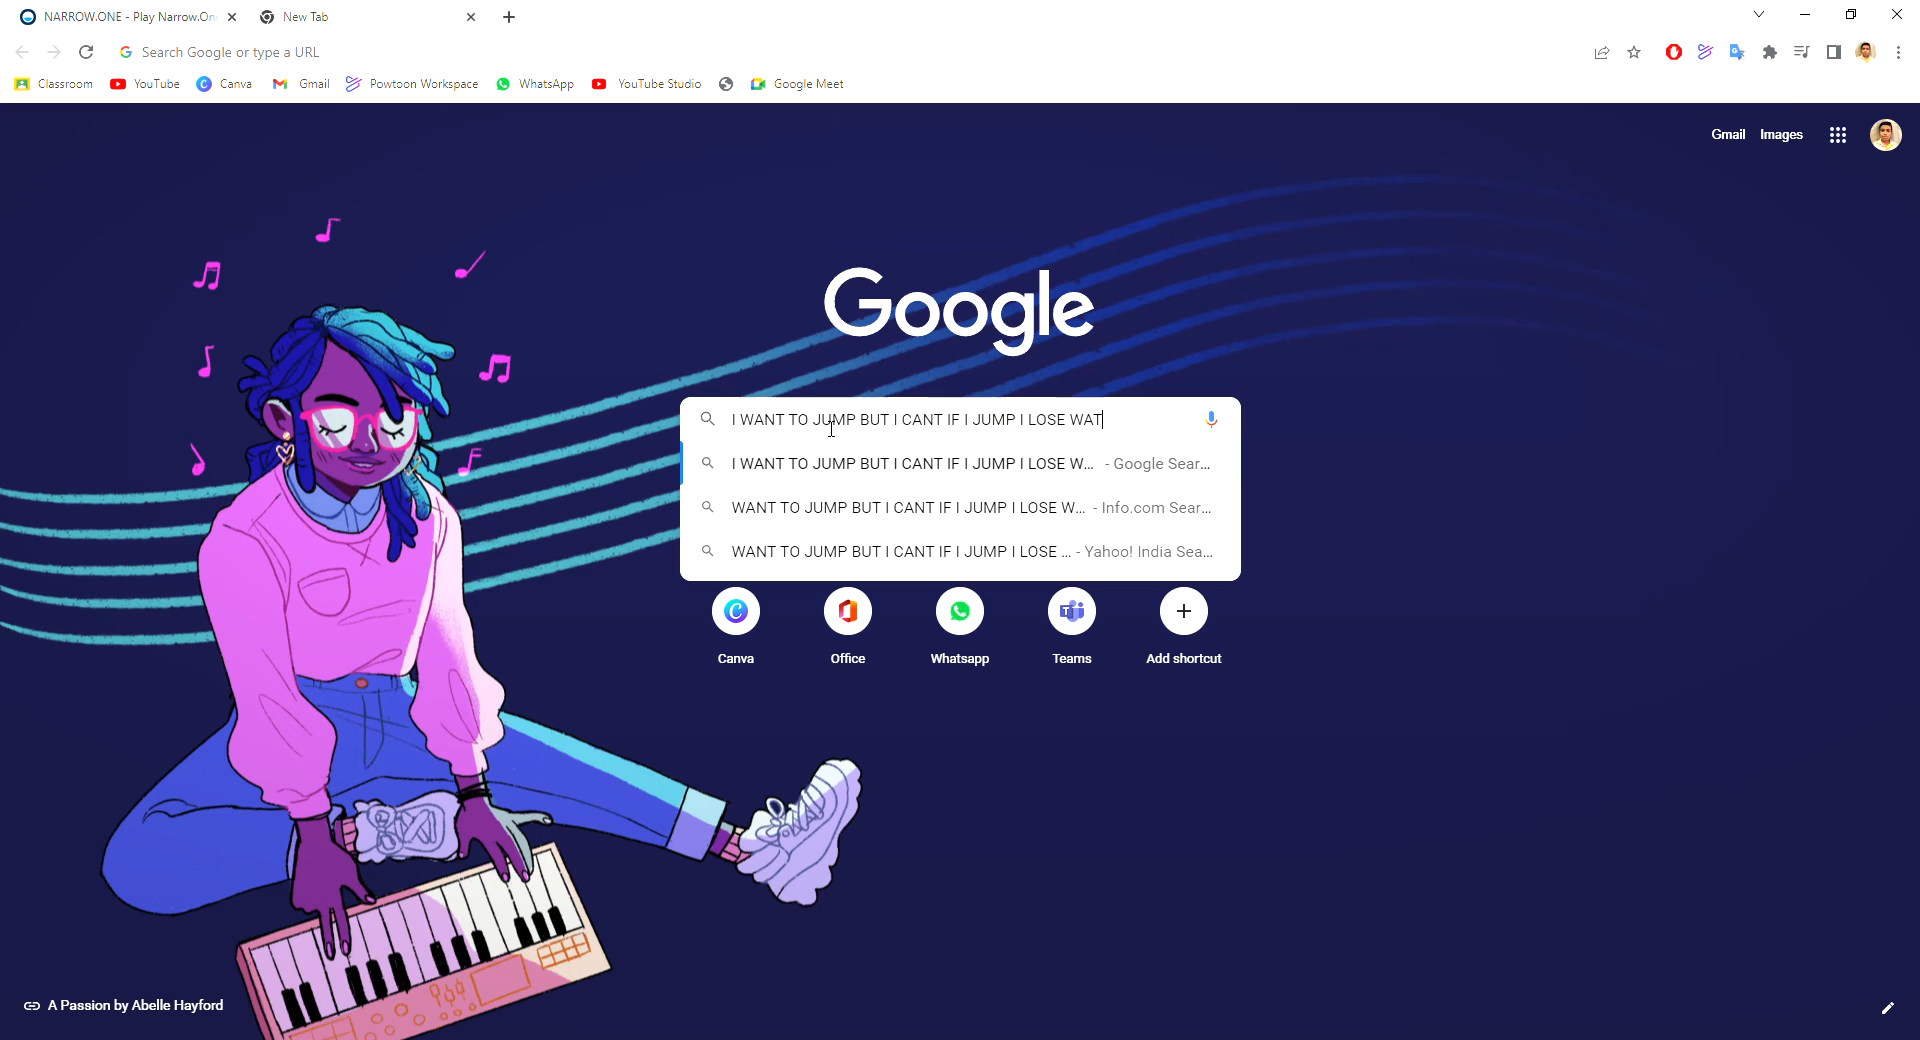 NARROW.ONE - Play Narrow.On
New Tab
Search Google or type a URL
Classroom YouTube Canva Gmail Powtoon Workspace WhatsApp YouTube Studio Google Meet
Gmail Images
Google
I WANT TO JUMP BUT I CANT IF I JUMP I LOSE WAT
I WANT TO JUMP BUT I CANT IF I JUMP I LOSE W... - Google Sear...
WANT TO JUMP BUT I CANT IF I JUMP I LOSE W... - Info.com Sear...
WANT TO JUMP BUT I CANT IF I JUMP I LOSE ... - Yahoo! India Sea...
Canva Office Whatsapp Teams Add shortcut
A Passion by Abelle Hayford